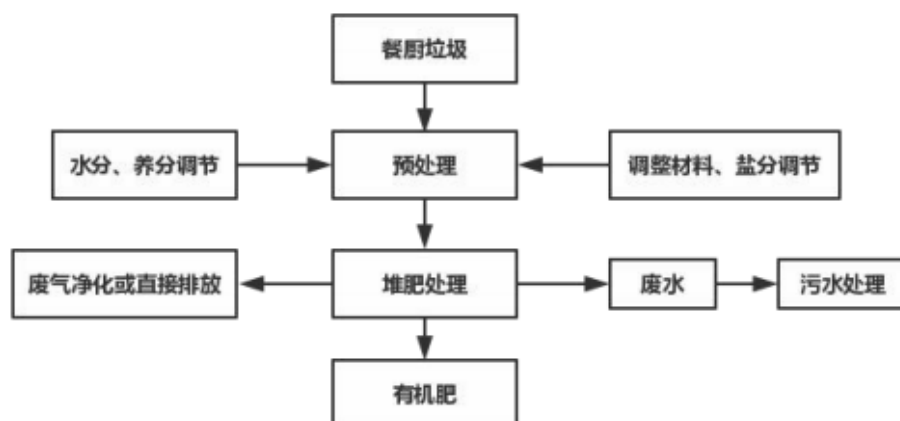 餐厨垃圾
水分、养分调节
预处理
调整材料、盐分调节
废气净化或直接排放
堆肥处理
废水
污水处理
有机肥